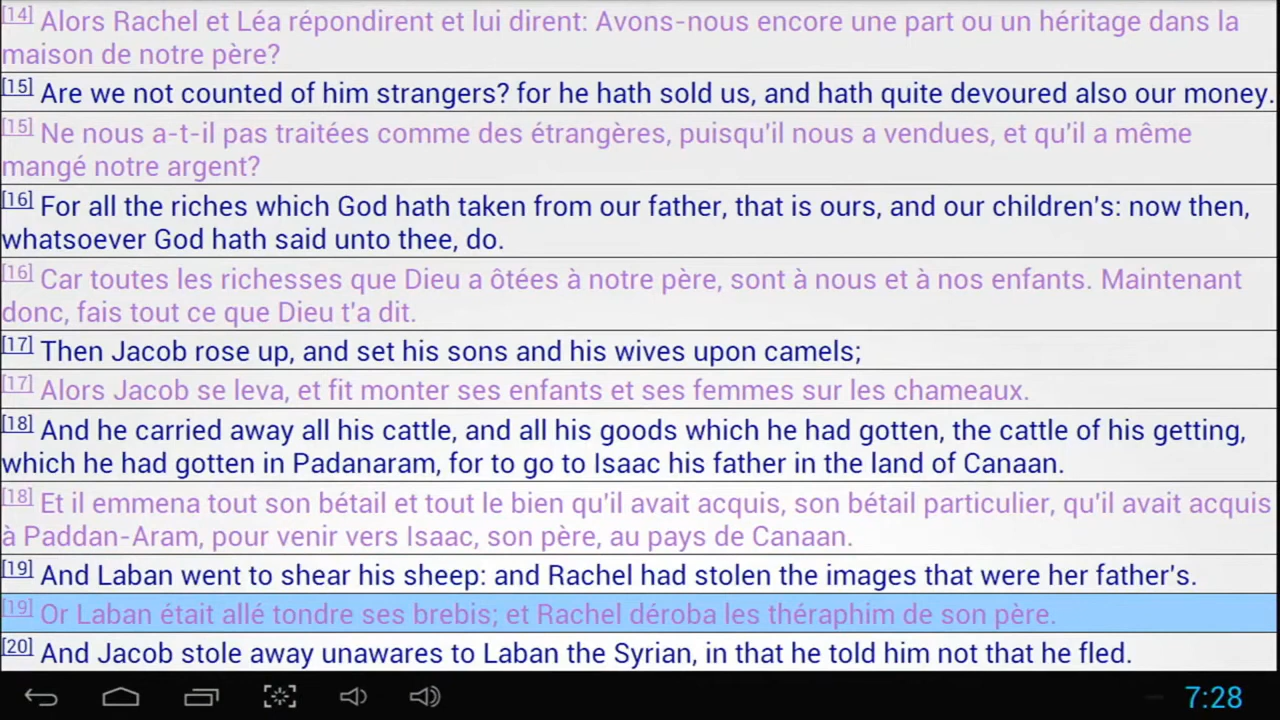 [14] Alors Rachel et Léa répondirent et lui dirent: Avons-nous encore une part ou un héritage dans la
maison de notre père?
[15] Are we not counted of him strangers? for he hath sold us, and hath quite devoured also our money.
[15] Ne nous a-t-il pas traitées comme des étrangères, puisqu'il nous a vendues, et qu'il a même
mangé notre argent?
[16] For all the riches which God hath taken from our father, that is ours, and our children's: now then,
whatsoever God hath said unto thee, do.
[16] Car toutes les richesses que Dieu a ôtées à notre père, sont à nous et à nos enfants. Maintenant
donc, fais tout ce que Dieu t'a dit.
[17] Then Jacob rose up, and set his sons and his wives upon camels;
[17] Alors Jacob se leva, et fit monter ses enfants et ses femmes sur les chameaux.
[18] And he carried away all his cattle, and all his goods which he had gotten, the cattle of his getting,
which he had gotten in Padanaram, for to go to Isaac his father in the land of Canaan.
[18] Et il emmena tout son bétail et tout le bien qu'il avait acquis, son bétail particulier, qu'il avait acquis
à Paddan-Aram, pour venir vers Isaac, son père, au pays de Canaan.
[19] And Laban went to shear his sheep: and Rachel had stolen the images that were her father's.
[19] Or Laban était allé tondre ses brebis; et Rachel déroba les théraphim de son père.
[20] And Jacob stole away unawares to Laban the Syrian, in that he told him not that he fled.
7:28